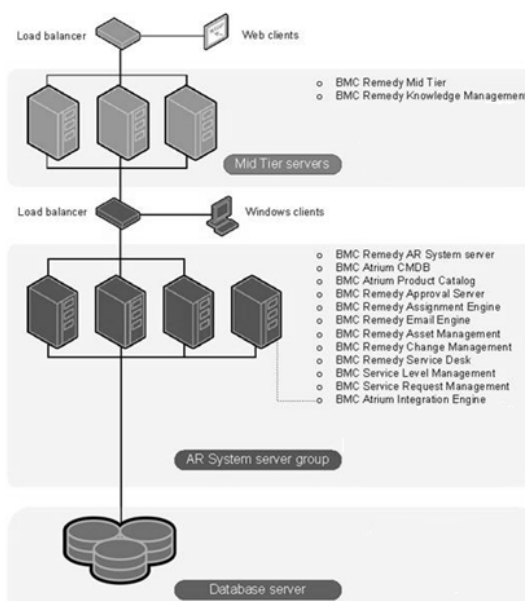 Load balancer
Web clients
BMC Remedy Mid Tier
BMC Remedy Knowledge Management
Mid Tier servers
Load balancer
Windows clients
BMC Remedy AR System server
BMC Atrium CMDB
BMC Atrium Product Catalog
BMC Remedy Approval Server
BMC Remedy Assignment Engine
BMC Remedy Email Engine
BMC Remedy Asset Management
BMC Remedy Change Management
BMC Remedy Service Desk
BMC Service Level Management
BMC Service Request Management
BMC Atrium Integration Engine
AR System server group
Database server